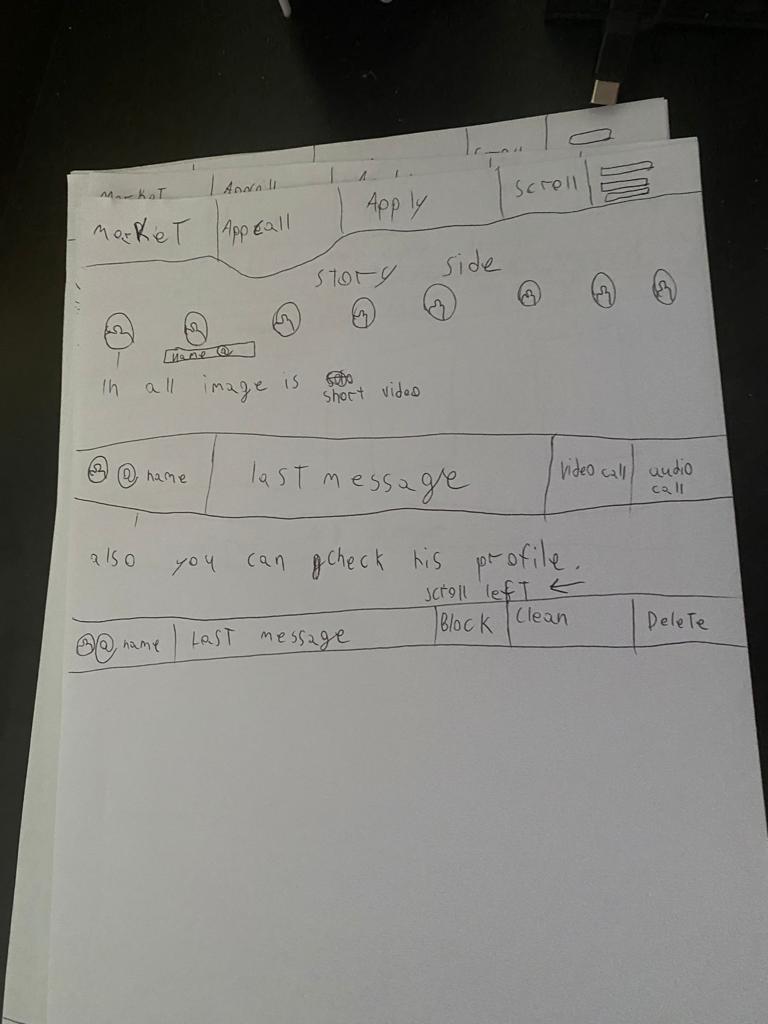 Market Appcall Apply scroll
story side
name @
In all image is short video
@ name last message video call audio call
also you can check his profile.
scroll left ←
@ name Last message Block Clean Delete